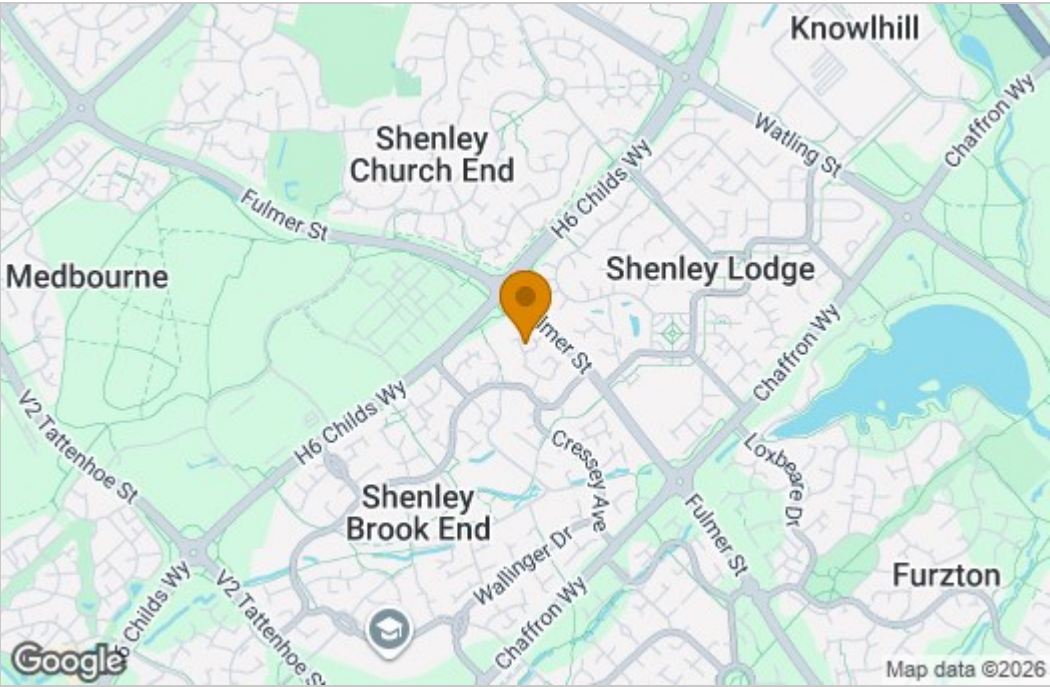 Knowlhill
Shenley
Church End
Watling St
Chaffron Wy
H6 Childs Wy
Fulmer St
Medbourne
Shenley Lodge
lmer St
Chaffron Wy
V2 Tattenhoe St
H6 Childs Wy
Cressey Ave
Loxbeare Dr
Shenley
Brook End
Fulmer St
Wallinger Dr
Furzton
6 Childs Wy
V2 Tattenhoe St
Chaffron Wy
Google
Map data ©2026